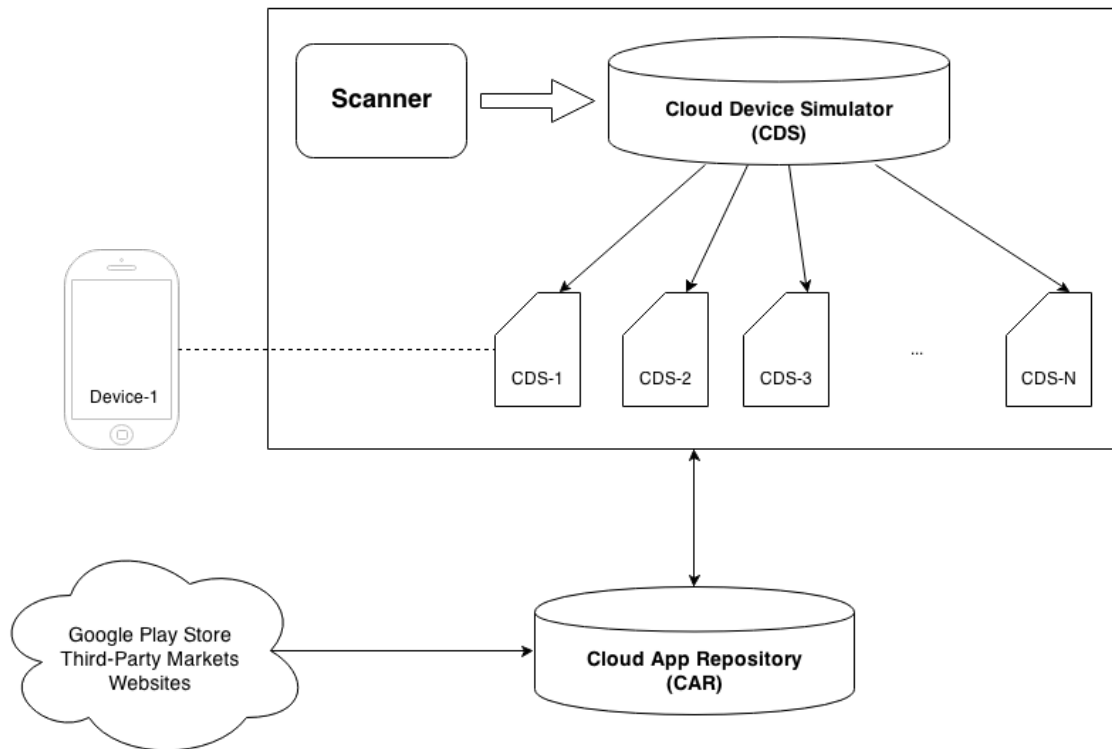 Scanner
Cloud Device Simulator
(CDS)
Device-1
CDS-1
CDS-2
CDS-3
...
CDS-N
Google Play Store
Third-Party Markets
Websites
Cloud App Repository
(CAR)